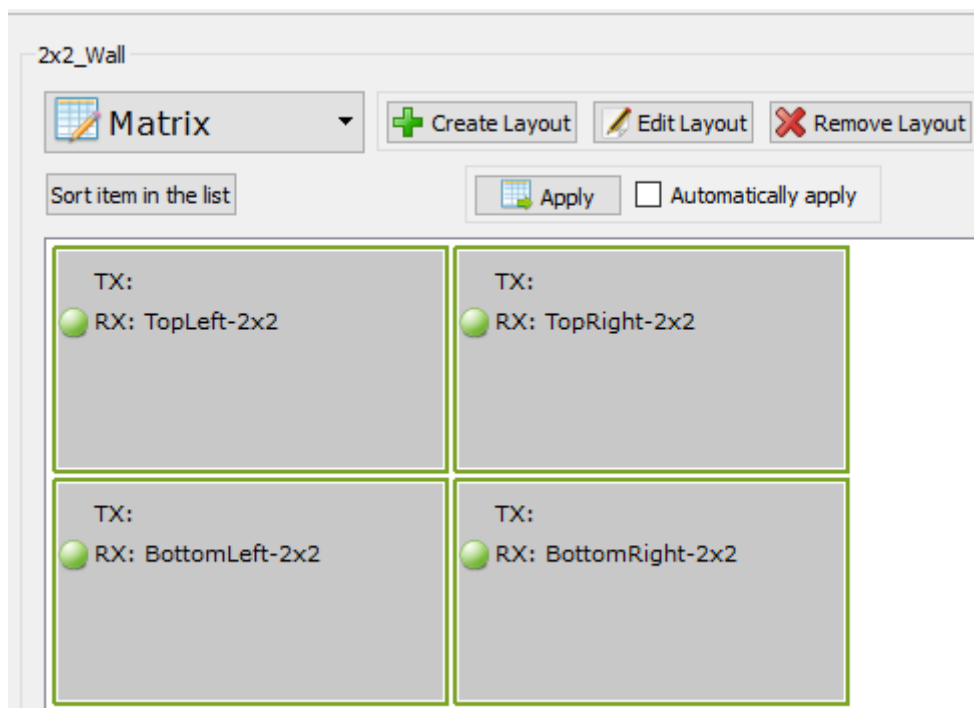 2x2_Wall
Matrix
Create Layout
Edit Layout
Remove Layout
Sort item in the list
Apply
Automatically apply
TX:
RX: TopLeft-2x2
TX:
RX: TopRight-2x2
TX:
RX: BottomLeft-2x2
TX:
RX: BottomRight-2x2